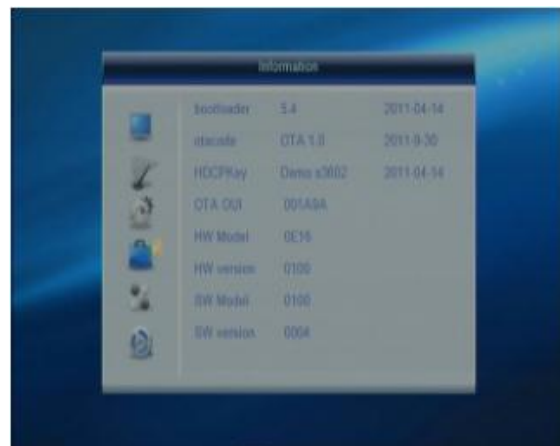 Information
bootloader 5.4 2011-04-14
otacode OTA 1.0 2011-9-30
HDCPKey Demo x3602 2011-04-14
OTA OUI 001A9A
HW Model 0E16
HW version 0100
SW Model 0100
SW version 0004